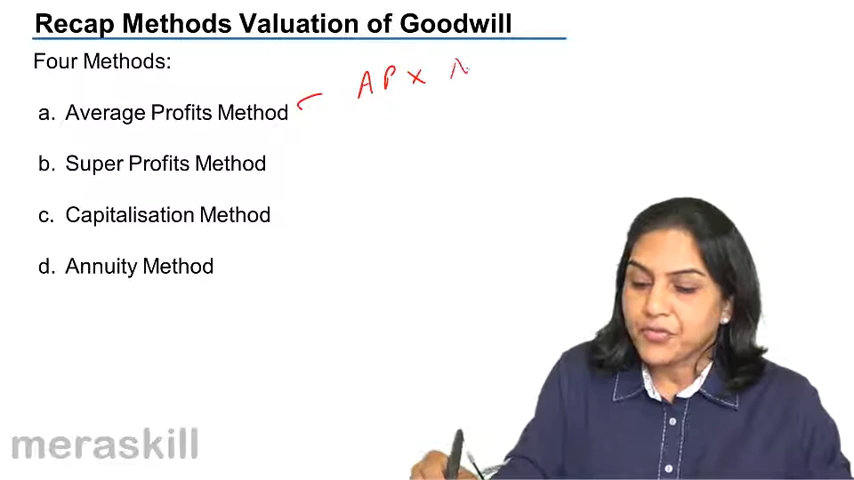 Recap Methods Valuation of Goodwill
Four Methods:
a. Average Profits Method
AP x
b. Super Profits Method
c. Capitalisation Method
d. Annuity Method
meraskill